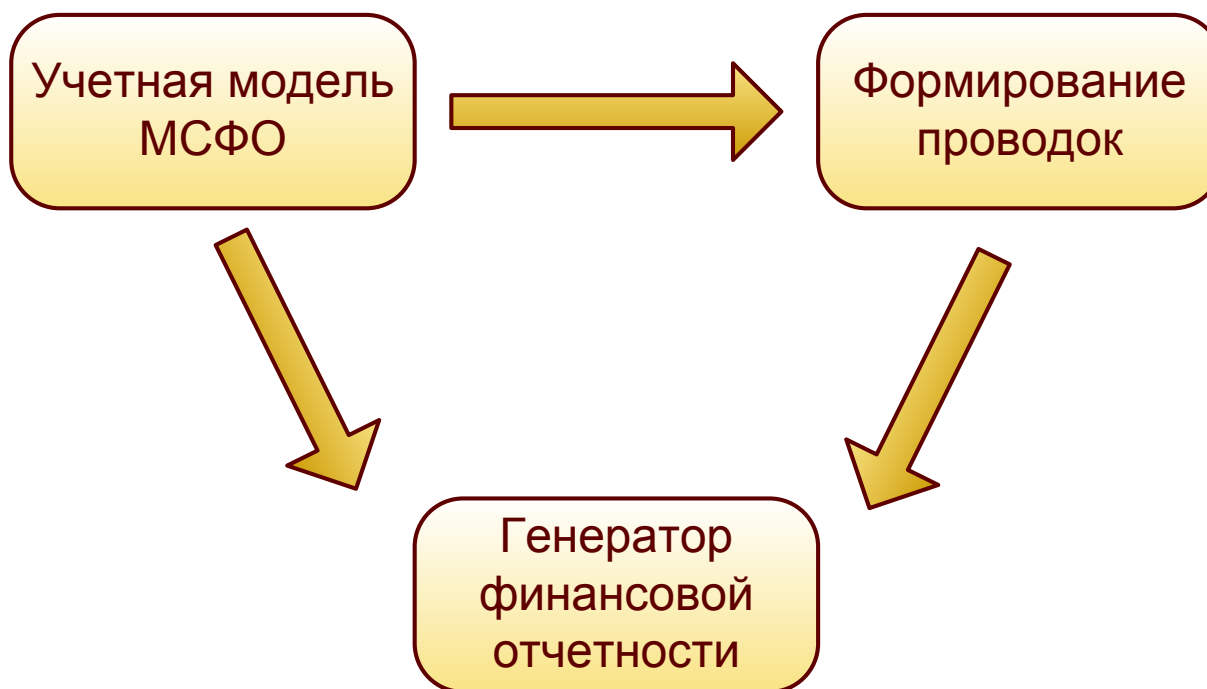 Учетная модель
МСФО
Формирование
проводок
Генератор
финансовой
отчетности